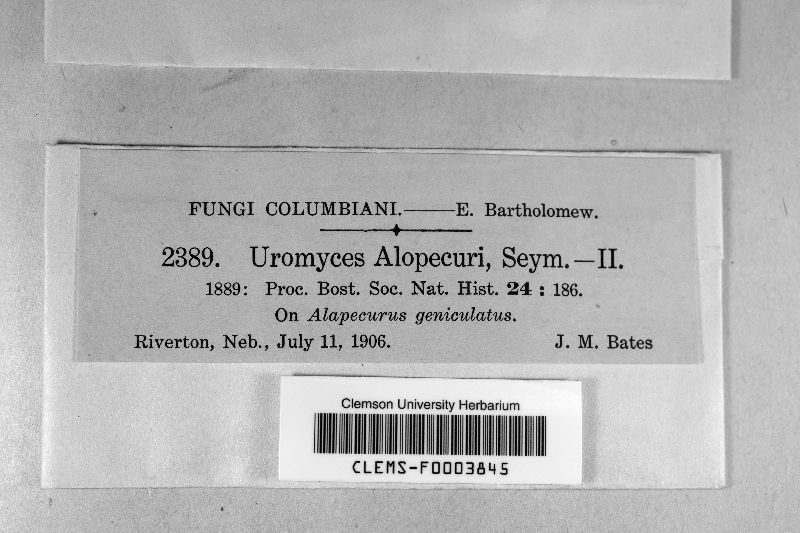 FUNGI COLUMBIANI.——E. Bartholomew.
2389. Uromyces Alopecuri, Seym.—II.
1889: Proc. Bost. Soc. Nat. Hist. 24 : 186.
On Alapecurus geniculatus.
Riverton, Neb., July 11, 1906. J. M. Bates
Clemson University Herbarium
CLEMS-F0003845